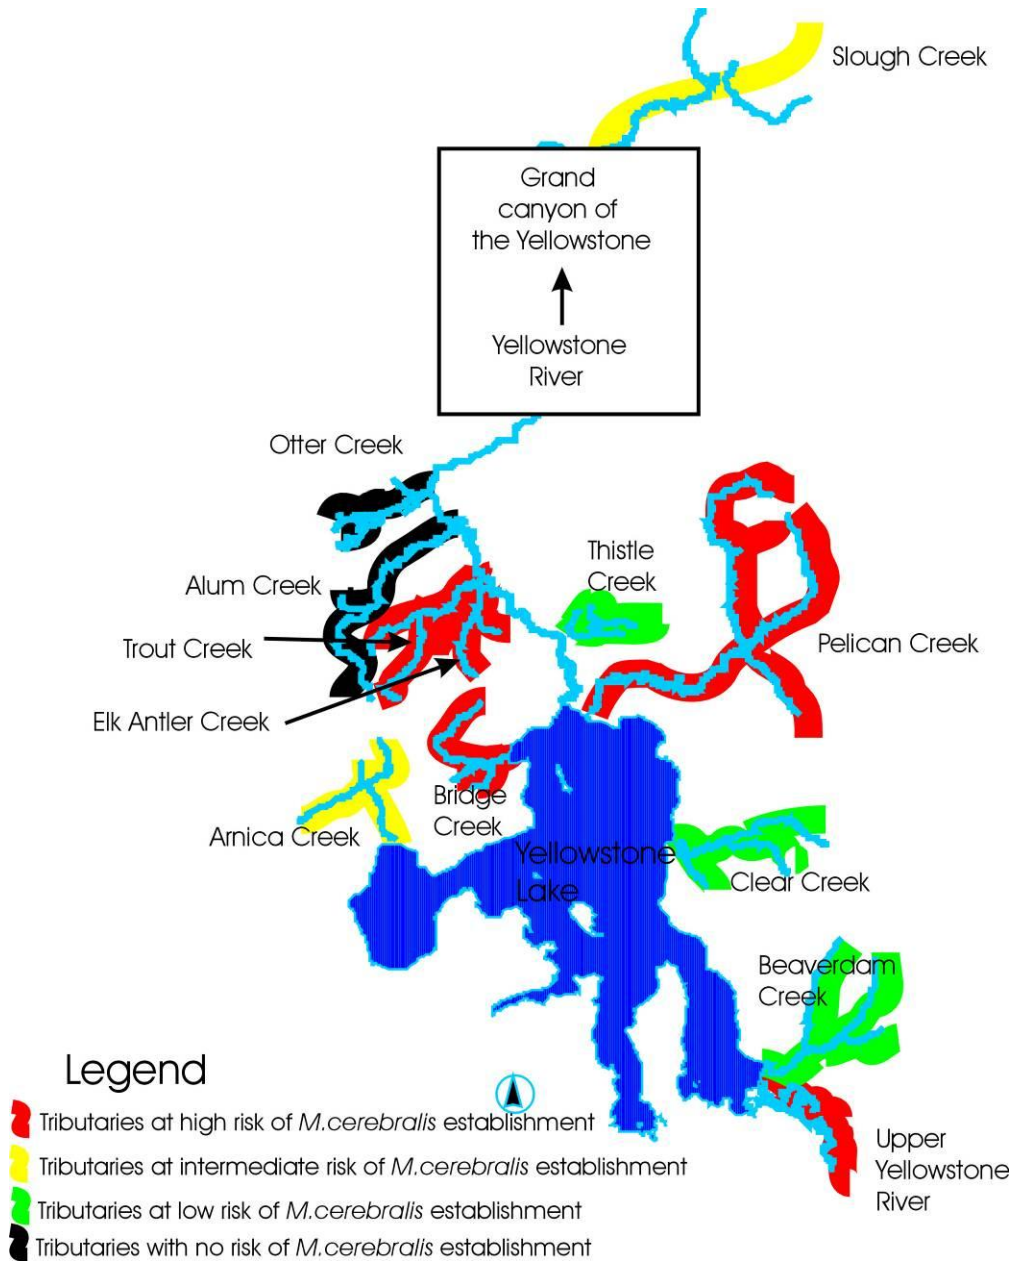 Slough Creek
Grand
canyon of
the Yellowstone
Yellowstone
River
Otter Creek
Thistle
Creek
Alum Creek
Trout Creek
Pelican Creek
Elk Antler Creek
Bridge
Creek
Arnica Creek
Yellowstone
Lake
Clear Creek
Beaverdam
Creek
Legend
Tributaries at high risk of M.cerebralis establishment
Tributaries at intermediate risk of M.cerebralis establishment
Tributaries at low risk of M.cerebralis establishment
Tributaries with no risk of M.cerebralis establishment
Upper
Yellowstone
River